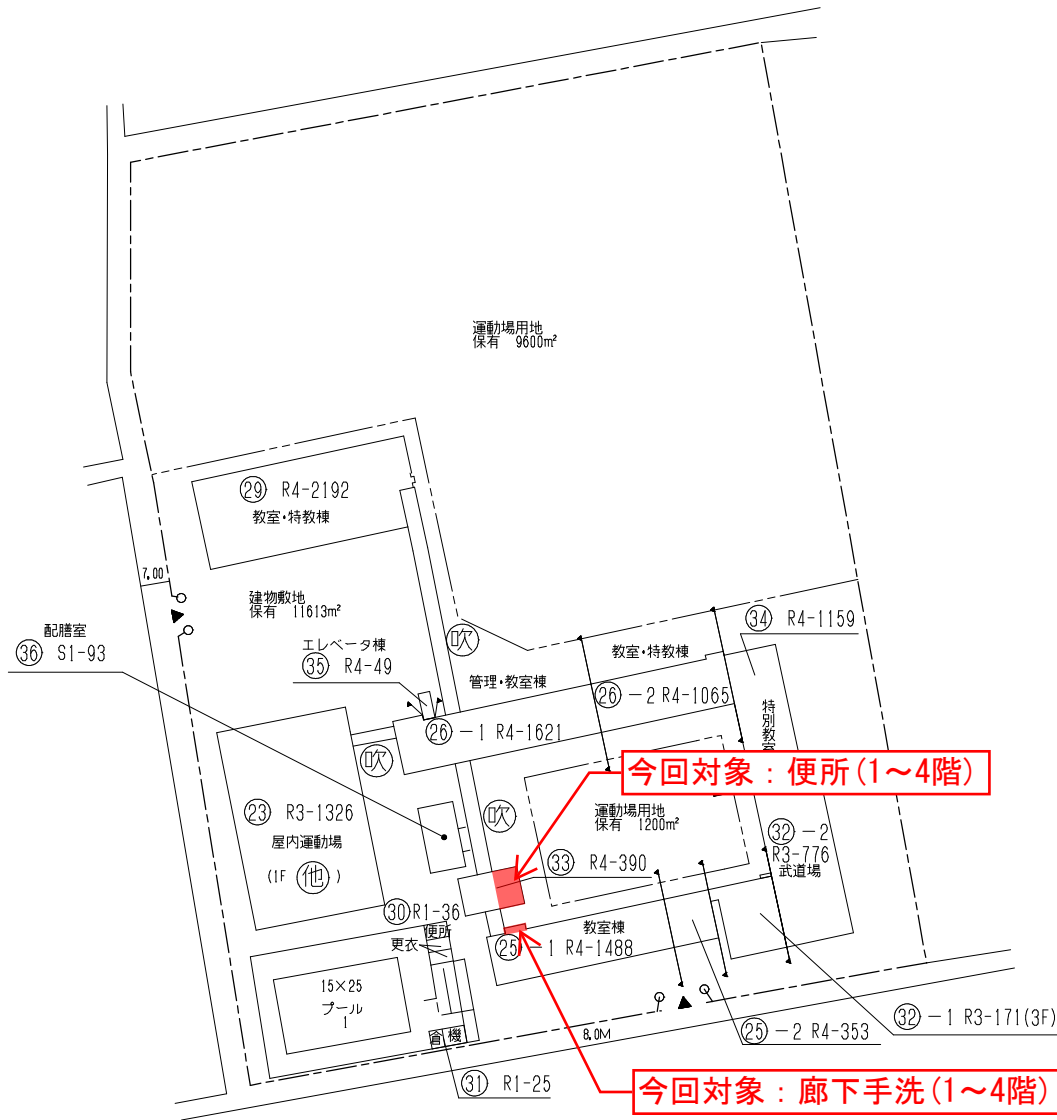 運動場用地
保有 9600m²
㉙ R4-2192
教室・特教棟
7.00
建物敷地
保有 11613m²
配膳室
㊱ S1-93
エレベータ棟
㉟ R4-49
吹
管理・教室棟
教室・特教棟
㉞ R4-1159
㉖-2 R4-1065
㉖-1 R4-1621
特別教室
吹
今回対象：便所(1～4階)
㉓ R3-1326
屋内運動場
(1F 他 )
吹
運動場用地
保有 1200m²
㉜-2
R3-776
武道場
㉝ R4-390
㉚R1-36
便所
更衣
教室棟
㉕-1 R4-1488
15×25
プール
1
倉 機
8.0M
㉜-1 R3-171(3F)
㉕-2 R4-353
㉛ R1-25
今回対象：廊下手洗(1～4階)